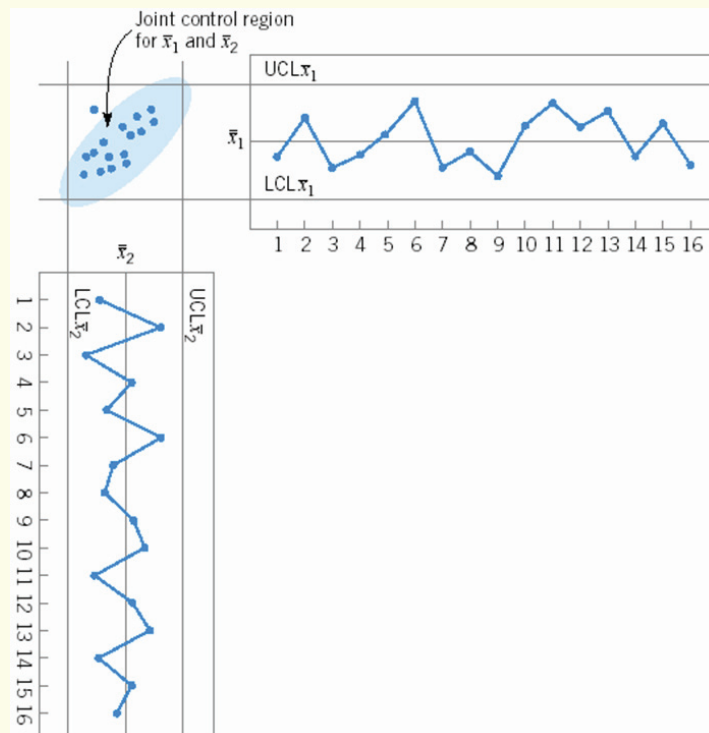 Joint control region
for x̄₁ and x̄₂
UCLx̄₁
x̿₁
LCLx̄₁
1 2 3 4 5 6 7 8 9 10 11 12 13 14 15 16
x̿₂
LCLx̄₂
UCLx̄₂
1
2
3
4
5
6
7
8
9
10
11
12
13
14
15
16